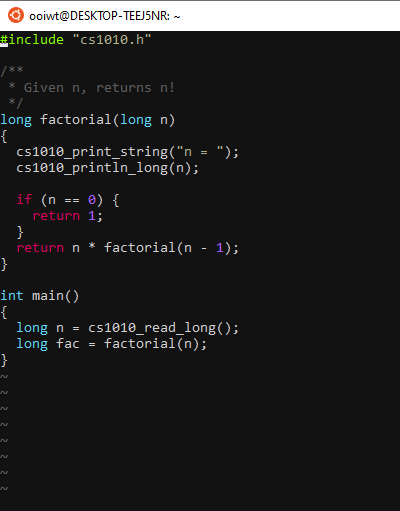 ooiwt@DESKTOP-TEEJ5NR: ~
#include "cs1010.h"
/**
 * Given n, returns n!
 */
long factorial(long n)
{
  cs1010_print_string("n = ");
  cs1010_println_long(n);
  if (n == 0) {
    return 1;
  }
  return n * factorial(n - 1);
}
int main()
{
  long n = cs1010_read_long();
  long fac = factorial(n);
}
~
~
~
~
~
~
~
~